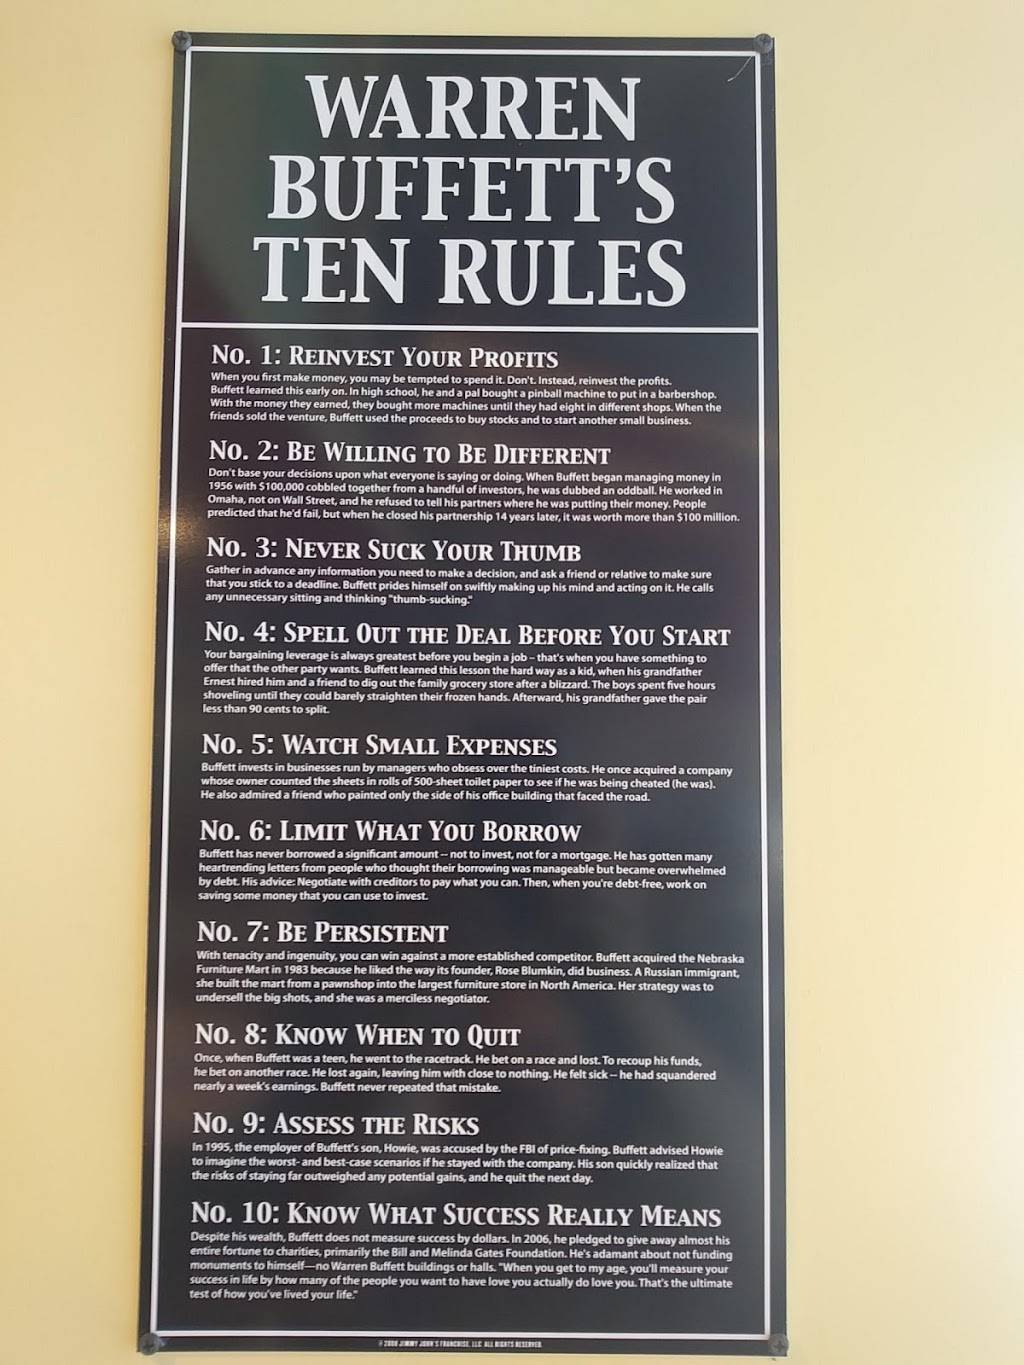 WARREN
BUFFETT'S
TEN RULES
No. 1: Reinvest Your Profits
When you first make money, you may be tempted to spend it. Don't. Instead, reinvest the profits.
Buffett learned this early on. In high school, he and a pal bought a pinball machine to put in a barbershop.
With the money they earned, they bought more machines until they had eight in different shops. When the
friends sold the venture, Buffett used the proceeds to buy stocks and to start another small business.
No. 2: Be Willing to Be Different
Don't base your decisions upon what everyone is saying or doing. When Buffett began managing money in
1956 with $100,000 cobbled together from a handful of investors, he was dubbed an oddball. He worked in
Omaha, not on Wall Street, and he refused to tell his partners where he was putting their money. People
predicted that he'd fail, but when he closed his partnership 14 years later, it was worth more than $100 million.
No. 3: Never Suck Your Thumb
Gather in advance any information you need to make a decision, and ask a friend or relative to make sure
that you stick to a deadline. Buffett prides himself on swiftly making up his mind and acting on it. He calls
any unnecessary sitting and thinking "thumb-sucking."
No. 4: Spell Out the Deal Before You Start
Your bargaining leverage is always greatest before you begin a job – that's when you have something to
offer that the other party wants. Buffett learned this lesson the hard way as a kid, when his grandfather
Ernest hired him and a friend to dig out the family grocery store after a blizzard. The boys spent five hours
shoveling until they could barely straighten their frozen hands. Afterward, his grandfather gave the pair
less than 90 cents to split.
No. 5: Watch Small Expenses
Buffett invests in businesses run by managers who obsess over the tiniest costs. He once acquired a company
whose owner counted the sheets in rolls of 500-sheet toilet paper to see if he was being cheated (he was).
He also admired a friend who painted only the side of his office building that faced the road.
No. 6: Limit What You Borrow
Buffett has never borrowed a significant amount -- not to invest, not for a mortgage. He has gotten many
heartrending letters from people who thought their borrowing was manageable but became overwhelmed
by debt. His advice: Negotiate with creditors to pay what you can. Then, when you're debt-free, work on
saving some money that you can use to invest.
No. 7: Be Persistent
With tenacity and ingenuity, you can win against a more established competitor. Buffett acquired the Nebraska
Furniture Mart in 1983 because he liked the way its founder, Rose Blumkin, did business. A Russian immigrant,
she built the mart from a pawnshop into the largest furniture store in North America. Her strategy was to
undersell the big shots, and she was a merciless negotiator.
No. 8: Know When to Quit
Once, when Buffett was a teen, he went to the racetrack. He bet on a race and lost. To recoup his funds,
he bet on another race. He lost again, leaving him with close to nothing. He felt sick -- he had squandered
nearly a week's earnings. Buffett never repeated that mistake.
No. 9: Assess the Risks
In 1995, the employer of Buffett's son, Howie, was accused by the FBI of price-fixing. Buffett advised Howie
to imagine the worst- and best-case scenarios if he stayed with the company. His son quickly realized that
the risks of staying far outweighed any potential gains, and he quit the next day.
No. 10: Know What Success Really Means
Despite his wealth, Buffett does not measure success by dollars. In 2006, he pledged to give away almost his
entire fortune to charities, primarily the Bill and Melinda Gates Foundation. He's adamant about not funding
monuments to himself—no Warren Buffett buildings or halls. "When you get to my age, you'll measure your
success in life by how many of the people you want to have love you actually do love you. That's the ultimate
test of how you've lived your life."
© 2008 JIMMY JOHN'S FRANCHISE, LLC ALL RIGHTS RESERVED.